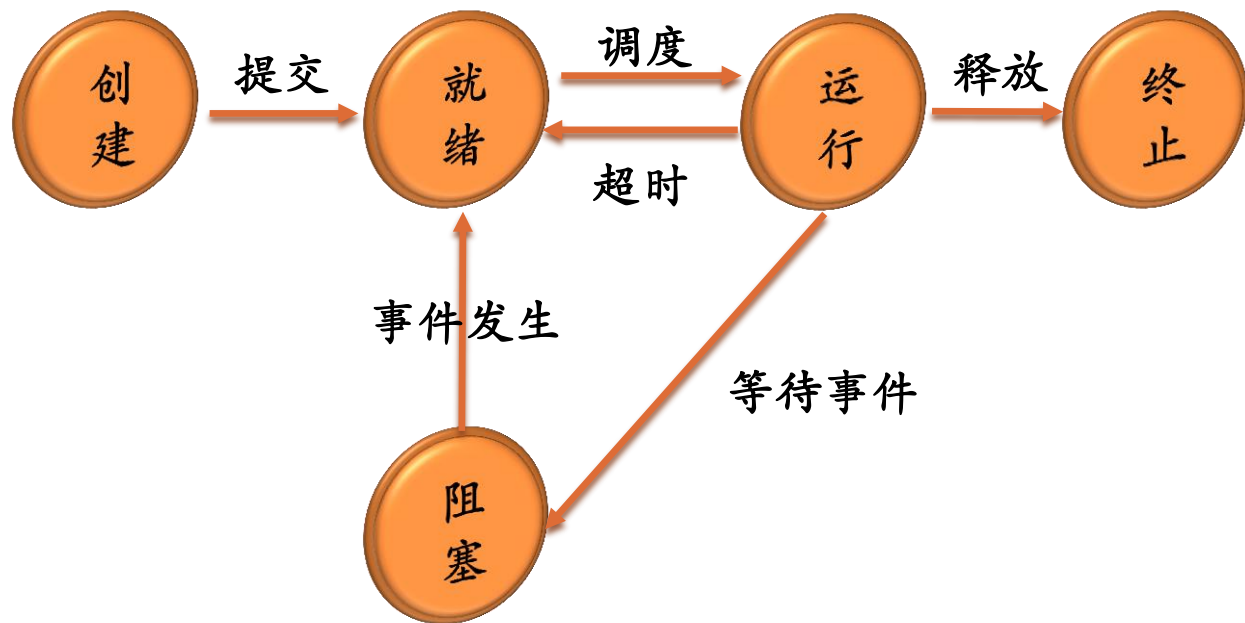 创建
提交
就绪
调度
超时
运行
释放
终止
事件发生
等待事件
阻塞